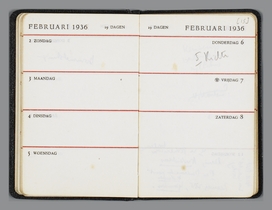 FEBRUARI 1936
29 DAGEN
2 ZONDAG
3 MAANDAG
4 DINSDAG
5 WOENSDAG
29 DAGEN
FEBRUARI 1936
DONDERDAG 6
VRIJDAG 7
ZATERDAG 8